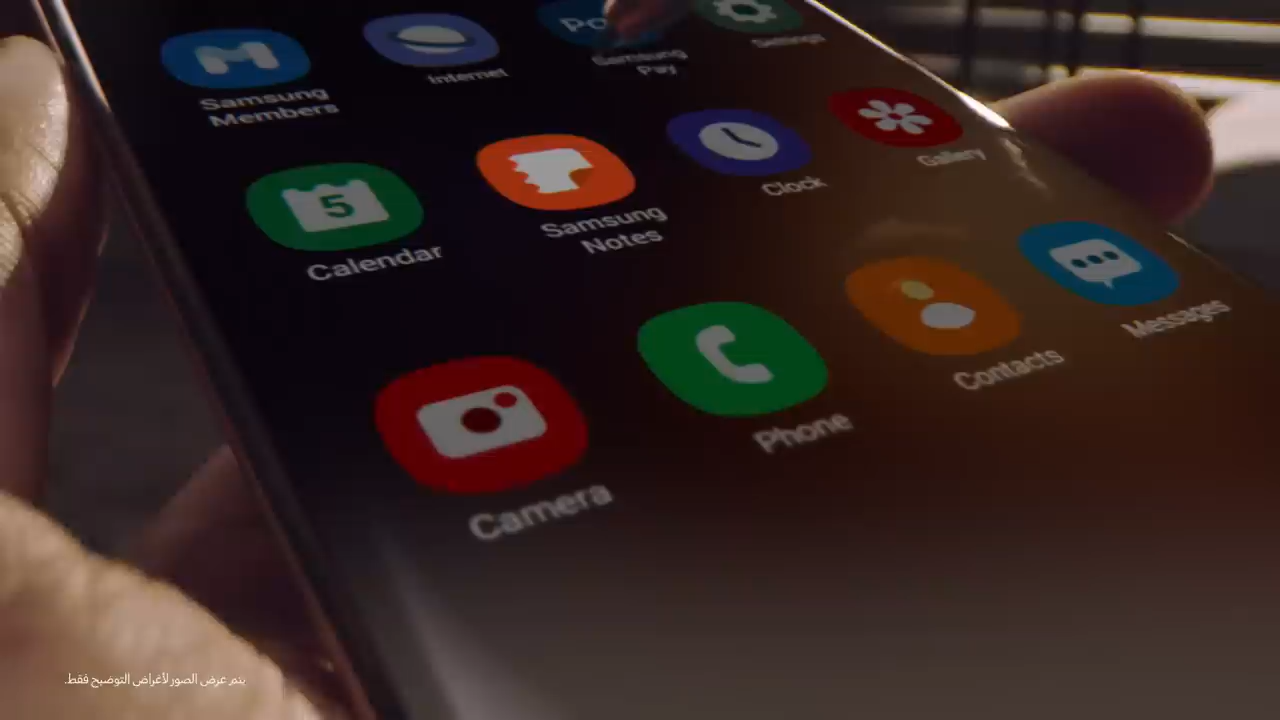 Samsung
Members
Internet
Samsung
Pay
Settings
5
Calendar
Samsung
Notes
Clock
Gallery
Camera
Phone
Contacts
Messages
يتم عرض الصور لأغراض التوضيح فقط.